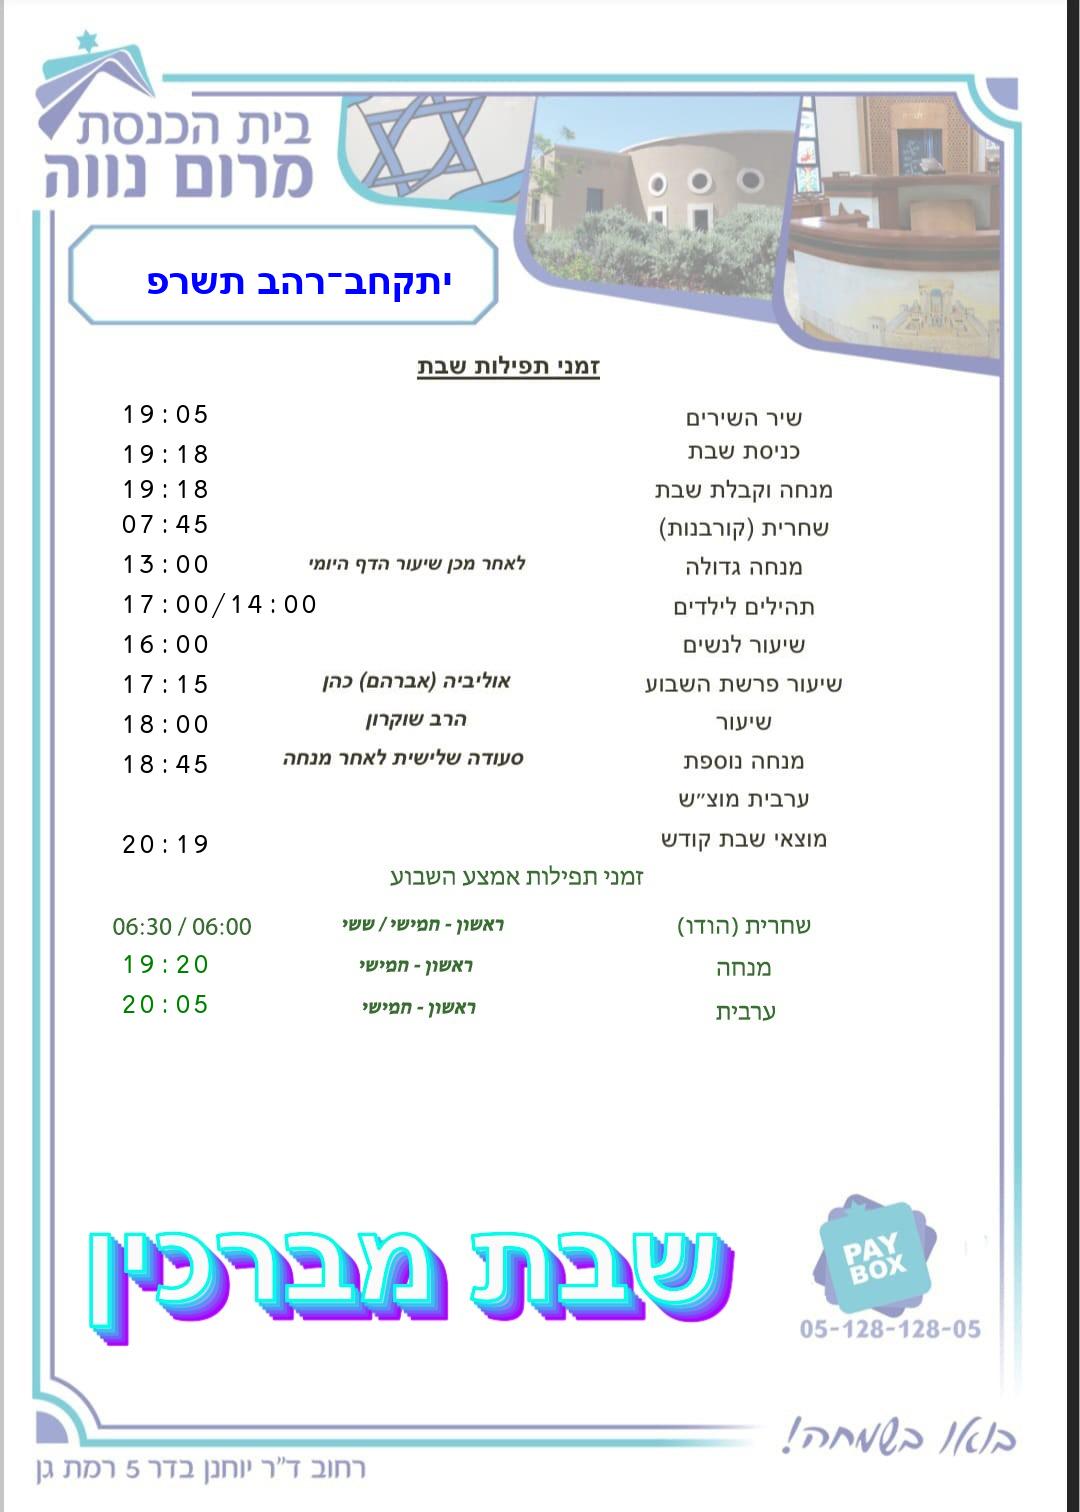 בית הכנסת
מרום נווה
יתקחב־רהב תשרפ
זמני תפילות שבת
שיר השירים 19:05
כניסת שבת 19:18
מנחה וקבלת שבת 19:18
שחרית (קורבנות) 07:45
מנחה גדולה לאחר מכן שיעור הדף היומי 13:00
תהילים לילדים 17:00/14:00
שיעור לנשים 16:00
שיעור פרשת השבוע אוליביה (אברהם) כהן 17:15
שיעור הרב שוקרון 18:00
מנחה נוספת סעודה שלישית לאחר מנחה 18:45
ערבית מוצ״ש
מוצאי שבת קודש 20:19
זמני תפילות אמצע השבוע
שחרית (הודו) ראשון - חמישי / ששי 06:30 / 06:00
מנחה ראשון - חמישי 19:20
ערבית ראשון - חמישי 20:05
שבת מברכין
PAY
BOX
05-128-128-05
בואו בשמחה!
רחוב ד״ר יוחנן בדר 5 רמת גן